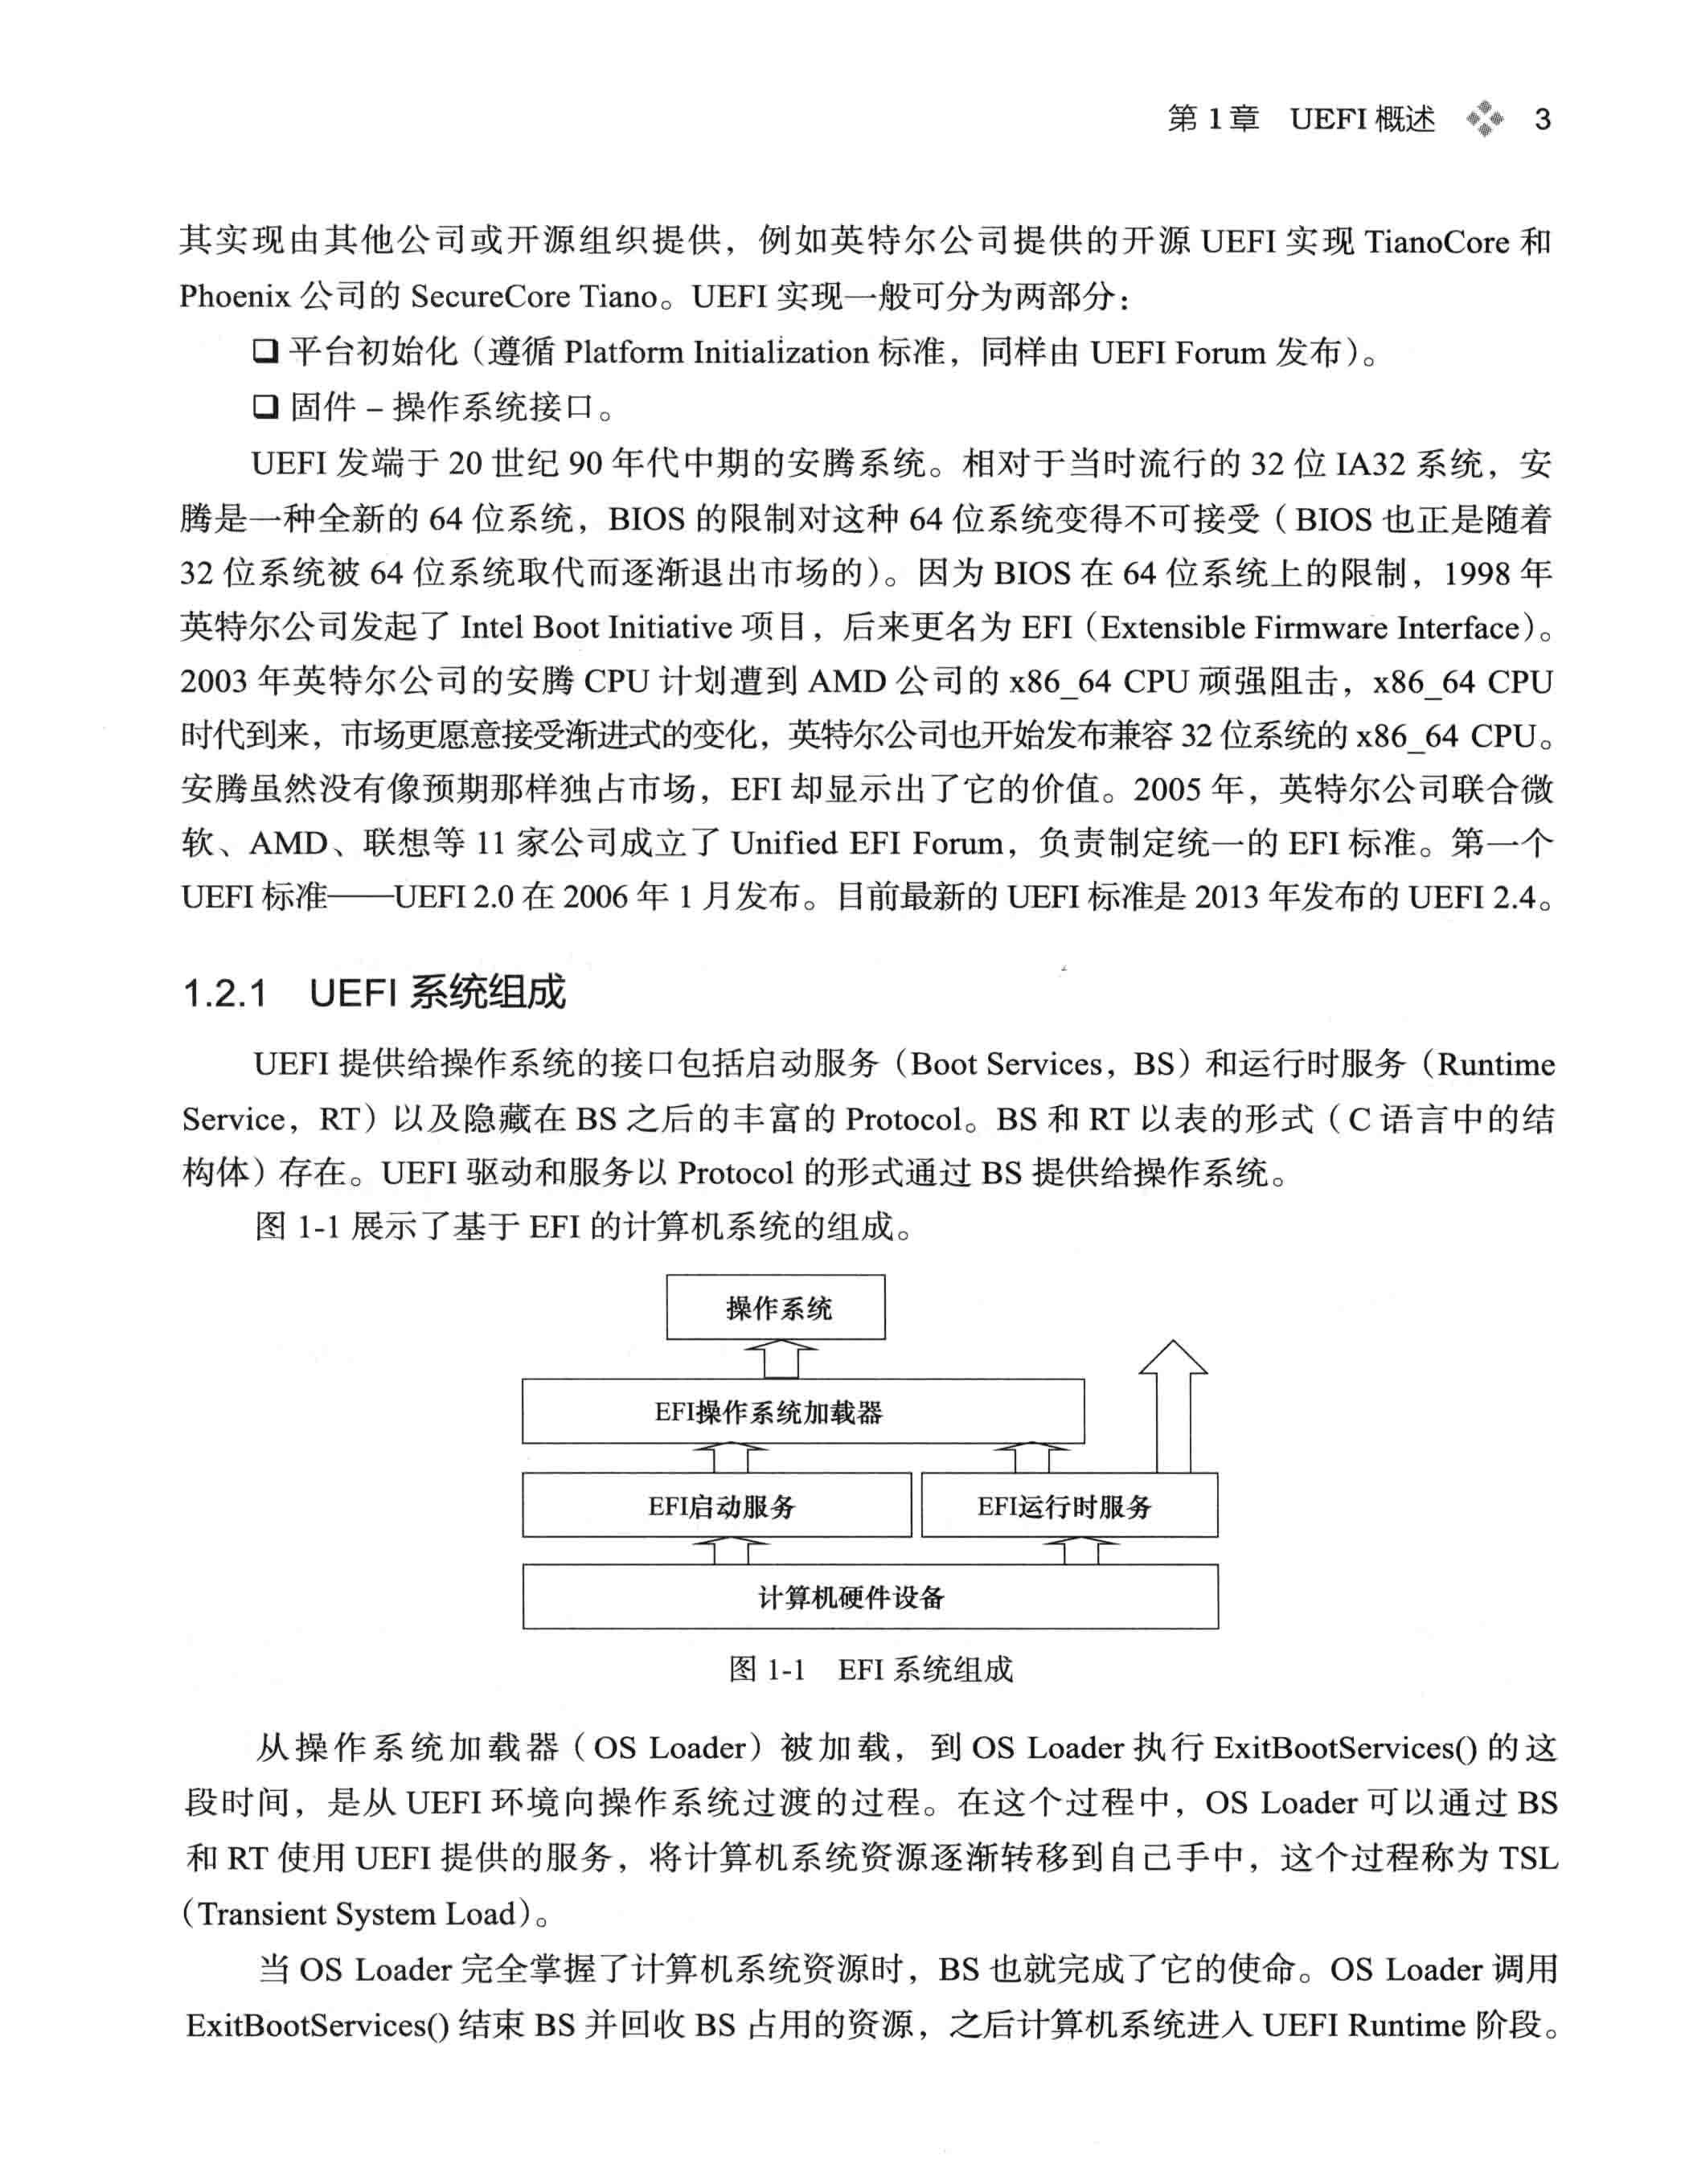 第1章 UEFI概述 3
其实现由其他公司或开源组织提供，例如英特尔公司提供的开源 UEFI 实现 TianoCore 和
Phoenix 公司的 SecureCore Tiano。UEFI 实现一般可分为两部分：
❑ 平台初始化（遵循 Platform Initialization 标准，同样由 UEFI Forum 发布）。
❑ 固件 – 操作系统接口。
UEFI 发端于 20 世纪 90 年代中期的安腾系统。相对于当时流行的 32 位 IA32 系统，安
腾是一种全新的 64 位系统，BIOS 的限制对这种 64 位系统变得不可接受（BIOS 也正是随着
32 位系统被 64 位系统取代而逐渐退出市场的）。因为 BIOS 在 64 位系统上的限制，1998 年
英特尔公司发起了 Intel Boot Initiative 项目，后来更名为 EFI（Extensible Firmware Interface）。
2003 年英特尔公司的安腾 CPU 计划遭到 AMD 公司的 x86_64 CPU 顽强阻击，x86_64 CPU
时代到来，市场更愿意接受渐进式的变化，英特尔公司也开始发布兼容 32 位系统的 x86_64 CPU。
安腾虽然没有像预期那样独占市场，EFI 却显示出了它的价值。2005 年，英特尔公司联合微
软、AMD、联想等 11 家公司成立了 Unified EFI Forum，负责制定统一的 EFI 标准。第一个
UEFI 标准——UEFI 2.0 在 2006 年 1 月发布。目前最新的 UEFI 标准是 2013 年发布的 UEFI 2.4。
1.2.1 UEFI 系统组成
UEFI 提供给操作系统的接口包括启动服务（Boot Services，BS）和运行时服务（Runtime
Service，RT）以及隐藏在 BS 之后的丰富的 Protocol。BS 和 RT 以表的形式（C 语言中的结
构体）存在。UEFI 驱动和服务以 Protocol 的形式通过 BS 提供给操作系统。
图 1-1 展示了基于 EFI 的计算机系统的组成。
操作系统
EFI操作系统加载器
EFI启动服务 EFI运行时服务
计算机硬件设备
图 1-1 EFI 系统组成
从操作系统加载器（OS Loader）被加载，到 OS Loader 执行 ExitBootServices() 的这
段时间，是从 UEFI 环境向操作系统过渡的过程。在这个过程中，OS Loader 可以通过 BS
和 RT 使用 UEFI 提供的服务，将计算机系统资源逐渐转移到自己手中，这个过程称为 TSL
（Transient System Load）。
当 OS Loader 完全掌握了计算机系统资源时，BS 也就完成了它的使命。OS Loader 调用
ExitBootServices() 结束 BS 并回收 BS 占用的资源，之后计算机系统进入 UEFI Runtime 阶段。